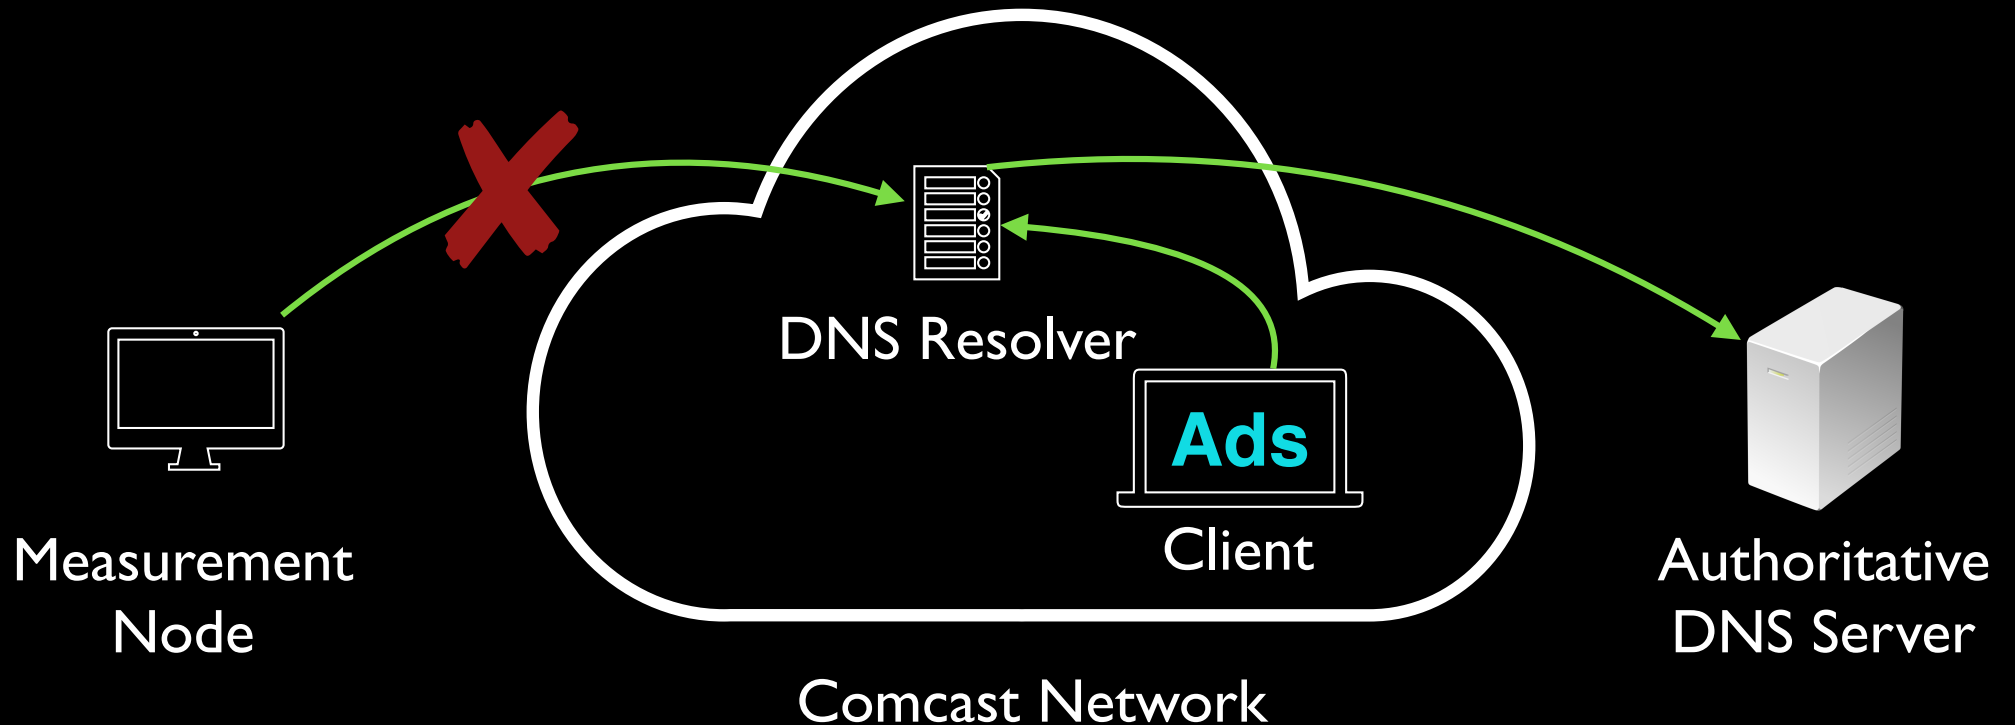 DNS Resolver
Ads
Client
Measurement
Node
Authoritative
DNS Server
Comcast Network